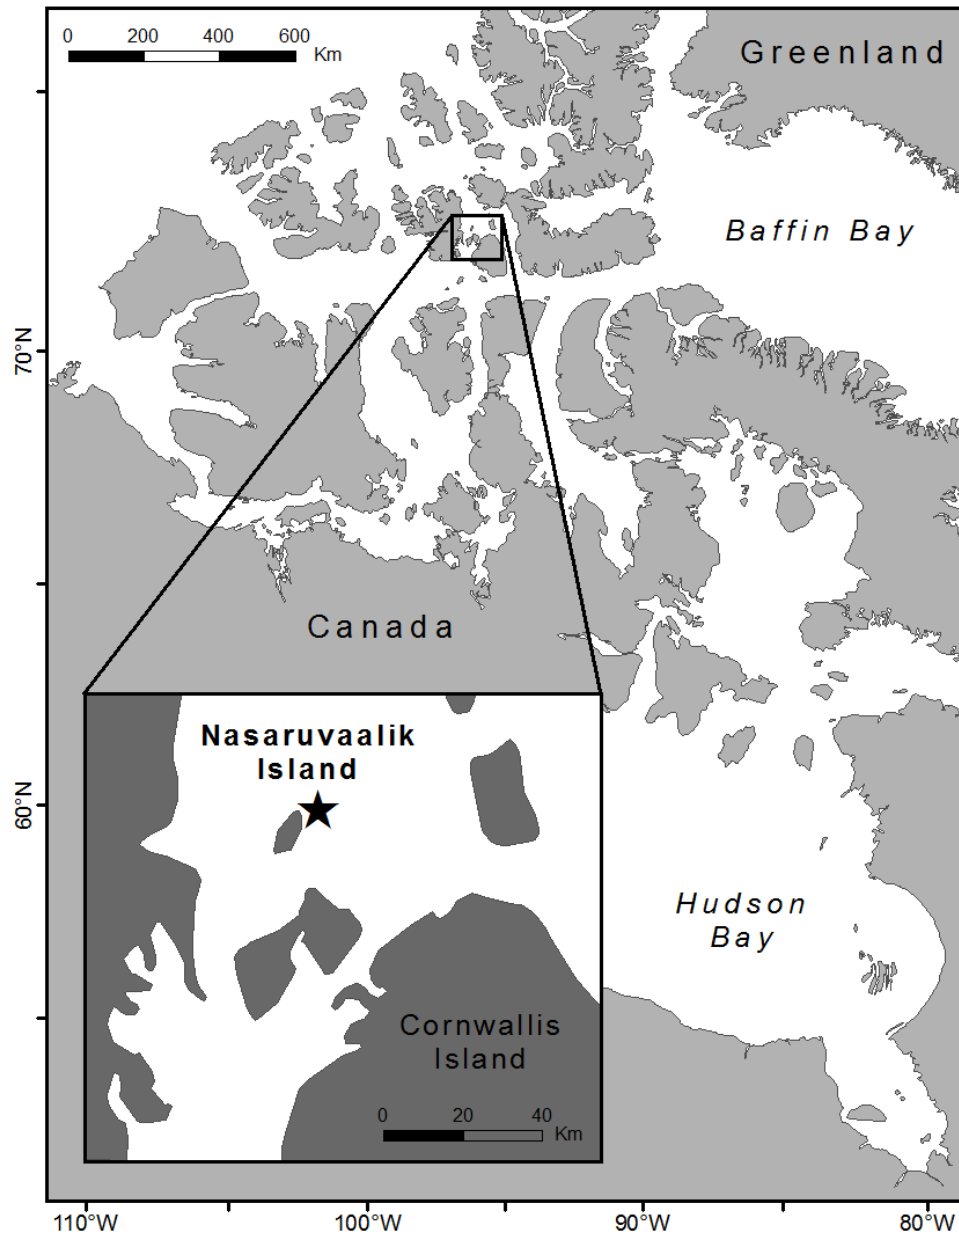 0 200 400 600
Km
Greenland
Baffin Bay
70°N
Canada
Nasaruvaalik
Island
60°N
Hudson
Bay
Cornwallis
Island
0 20 40
Km
110°W 100°W 90°W 80°W